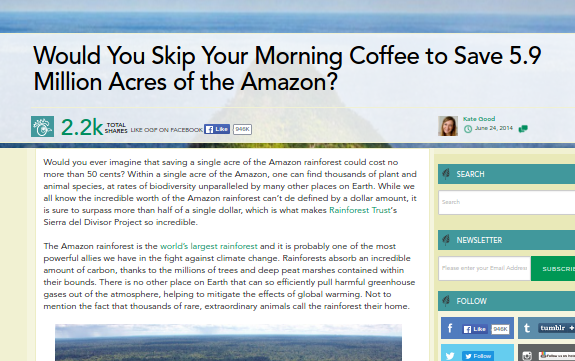 Would You Skip Your Morning Coffee to Save 5.9
Million Acres of the Amazon?
2.2k TOTAL SHARES LIKE OGP ON FACEBOOK Like 946K
Kate Good
June 24, 2014
Would you ever imagine that saving a single acre of the Amazon rainforest could cost no
more than 50 cents? Within a single acre of the Amazon, one can find thousands of plant and
animal species, at rates of biodiversity unparalleled by many other places on Earth. While we
all know the incredible worth of the Amazon rainforest can't de defined by a dollar amount, it
is sure to surpass more than half of a single dollar, which is what makes Rainforest Trust's
Sierra del Divisor Project so incredible.
The Amazon rainforest is the world's largest rainforest and it is probably one of the most
powerful allies we have in the fight against climate change. Rainforests absorb an incredible
amount of carbon, thanks to the millions of trees and deep peat marshes contained within
their bounds. There is no other place on Earth that can so efficiently pull harmful greenhouse
gases out of the atmosphere, helping to mitigate the effects of global warming. Not to
mention the fact that thousands of rare, extraordinary animals call the rainforest their home.
SEARCH
Search
NEWSLETTER
Please enter your Email Address SUBSCRIBE
FOLLOW
Like 946K tumblr +
Follow